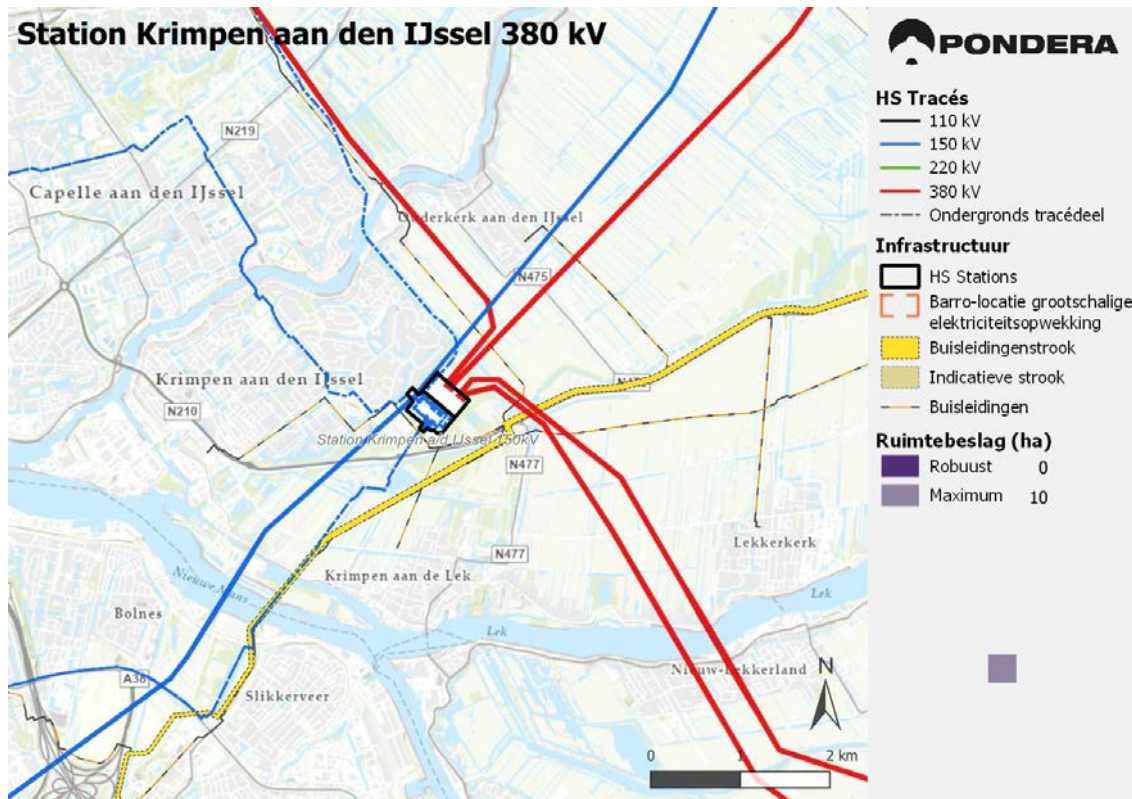 Station Krimpen aan den IJssel 380 kV
N219
Capelle aan den IJssel
Ouderkerk aan den IJssel
N475
Krimpen aan den IJssel
N210
Station Krimpen a/d IJssel 150kV
N477
N477
Lekkerkerk
Krimpen aan de Lek
Nieuwe Maas
Bolnes
Lek
Lek
A38
Slikkerveer
Nieuw-Lekkerland
N
0
2 km
PONDERA
HS Tracés
110 kV
150 kV
220 kV
380 kV
Ondergronds tracédeel
Infrastructuur
HS Stations
Barro-locatie grootschalige
elektriciteitsopwekking
Buisleidingenstrook
Indicatieve strook
Buisleidingen
Ruimtebeslag (ha)
Robuust 0
Maximum 10